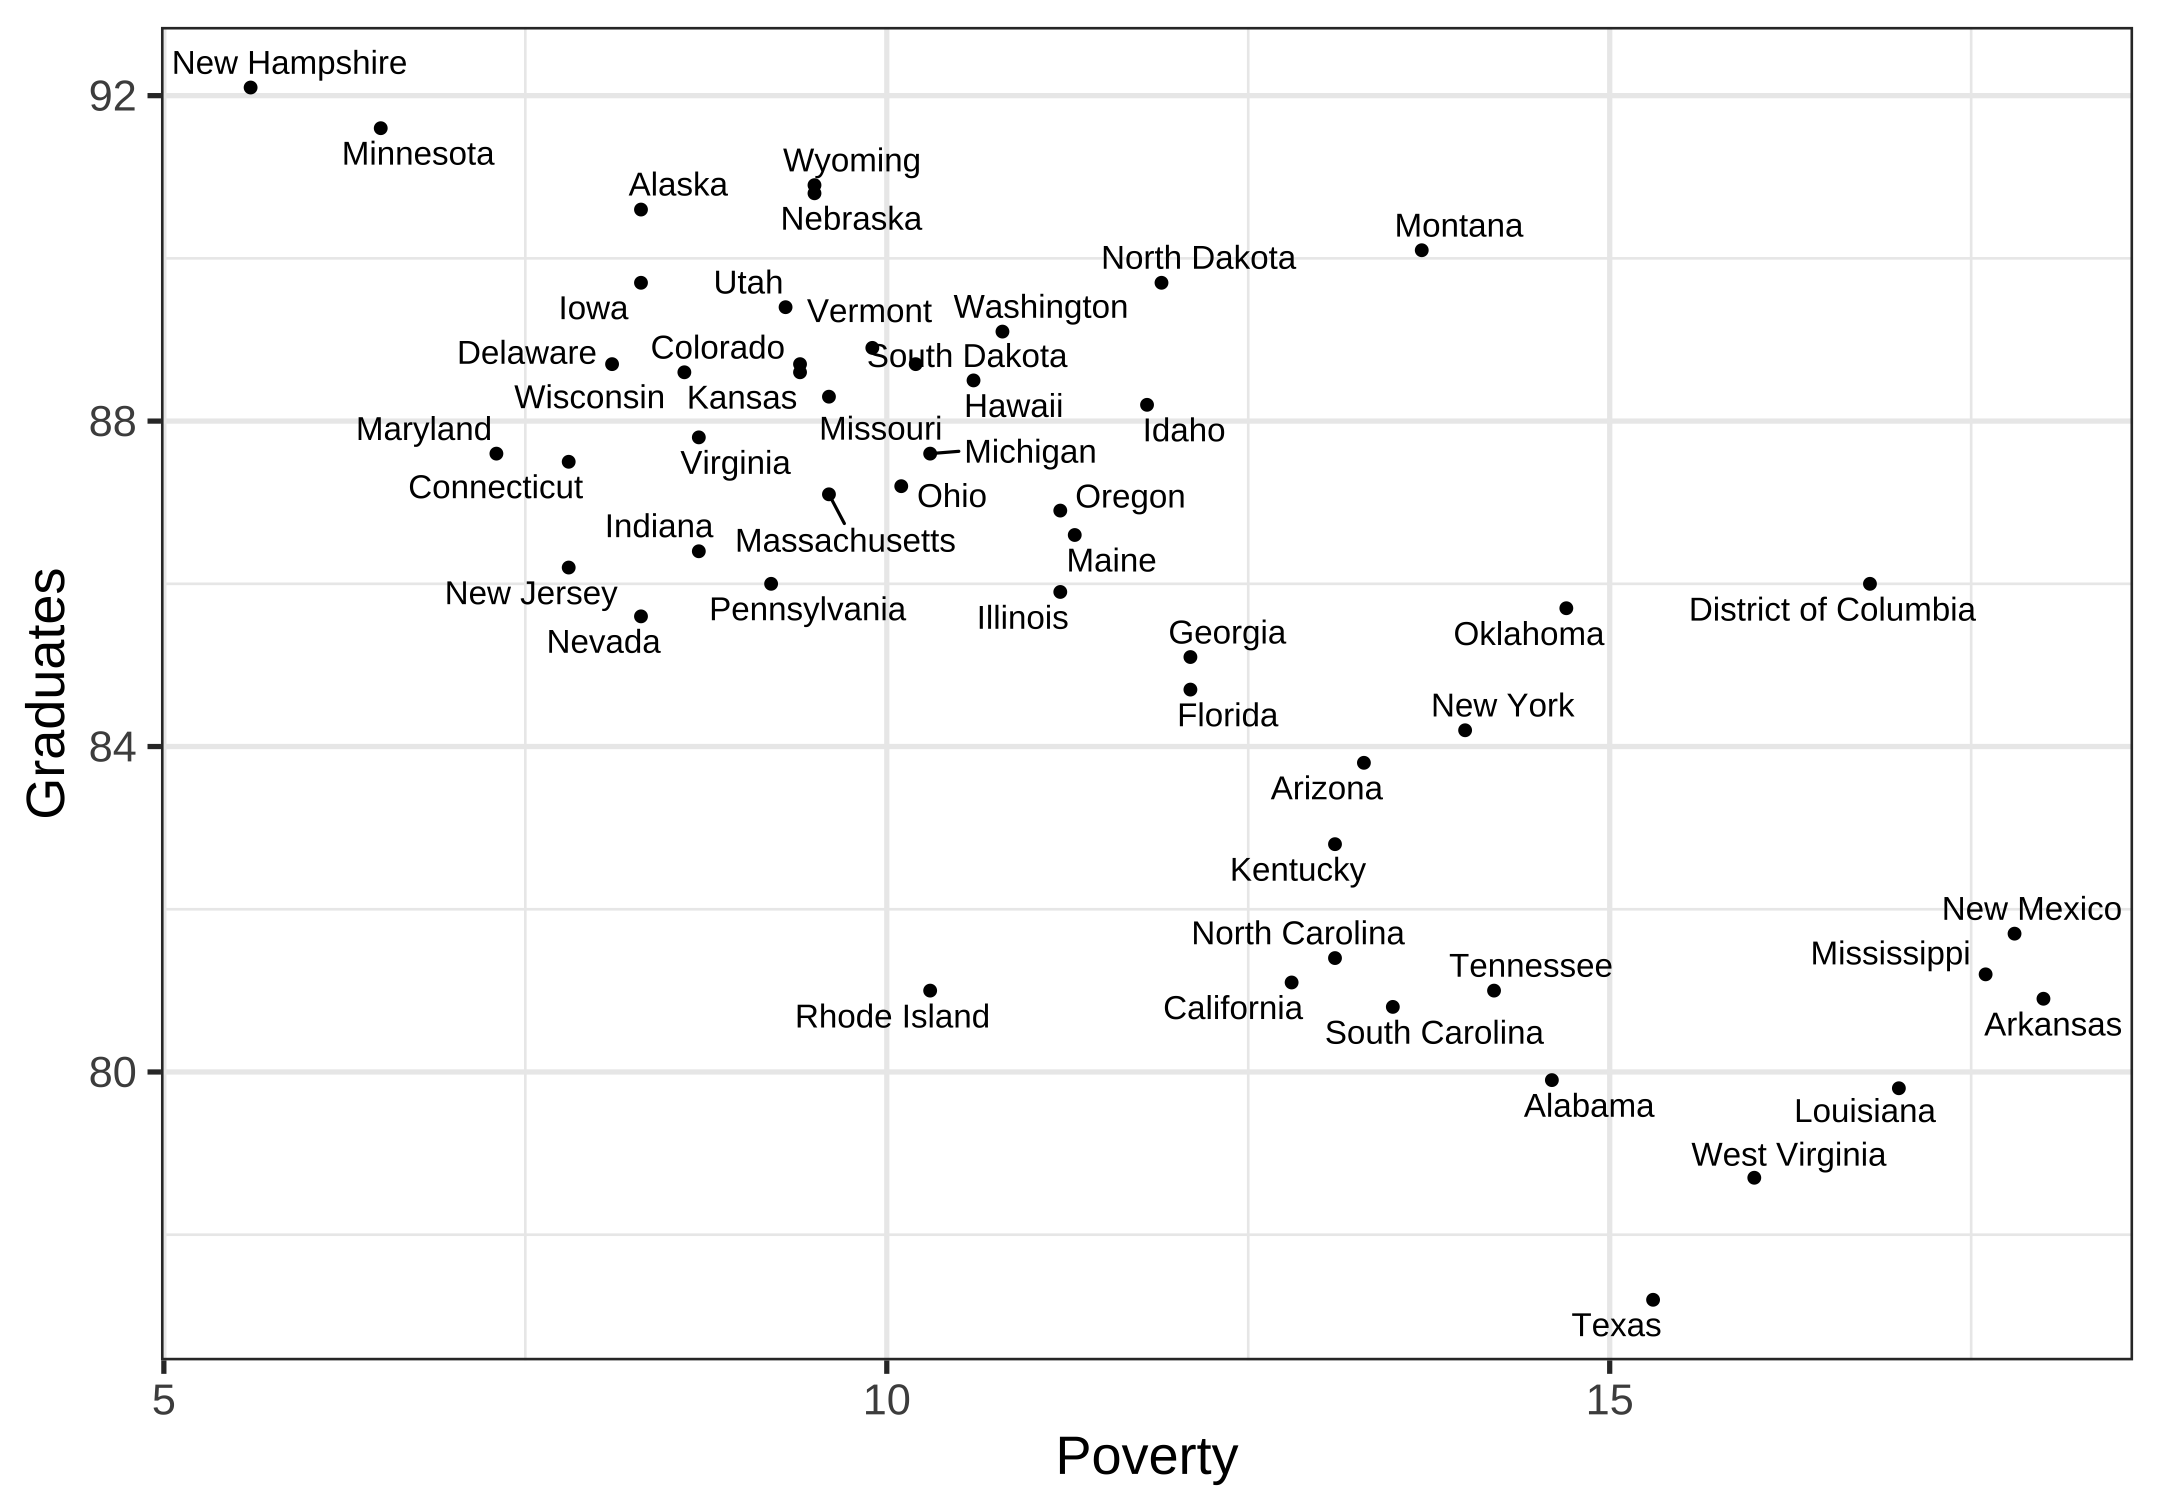 New Hampshire
92
Minnesota
Wyoming
Alaska
Nebraska
Montana
North Dakota
Utah
Iowa
Vermont
Washington
Delaware
Colorado
South Dakota
Wisconsin
Kansas
Hawaii
88
Maryland
Missouri
Idaho
Michigan
Virginia
Connecticut
Ohio
Oregon
Indiana
Massachusetts
Maine
New Jersey
Pennsylvania
Illinois
District of Columbia
Georgia
Oklahoma
Nevada
Graduates
New York
Florida
84
Arizona
Kentucky
New Mexico
North Carolina
Mississippi
Tennessee
California
Rhode Island
Arkansas
South Carolina
80
Alabama
Louisiana
West Virginia
Texas
5
10
15
Poverty